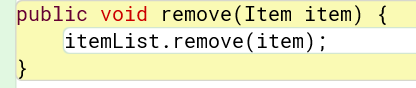 public void remove(Item item) {
    itemList.remove(item);
}